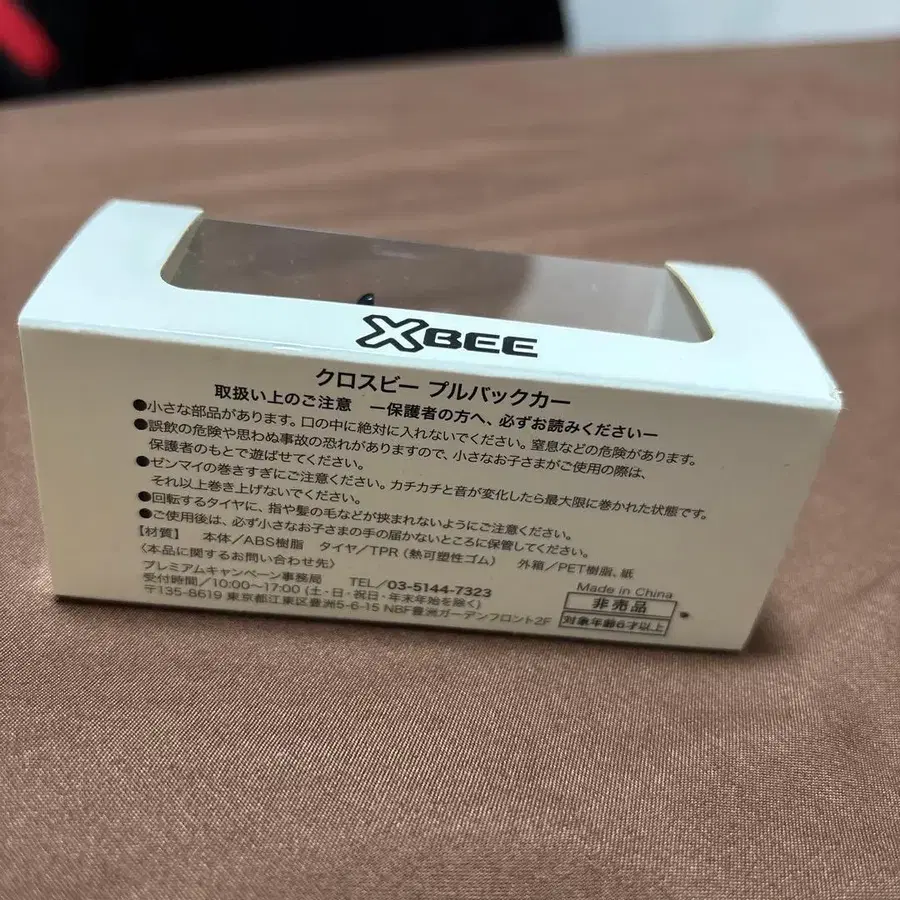 XBEE
クロスビー プルバックカー
取扱い上のご注意 ー保護者の方へ、必ずお読みくださいー
●小さな部品があります。口の中に絶対に入れないでください。窒息などの危険があります。
●誤飲の危険や思わぬ事故の恐れがありますので、小さなお子さまがご使用の際は、
保護者のもとで遊ばせてください。
●ゼンマイの巻きすぎにご注意ください。カチカチと音が変化したら最大限に巻かれた状態です。
それ以上巻き上げないでください。
●回転するタイヤに、指や髪の毛などが挟まれないようにご注意ください。
●ご使用後は、必ず小さなお子さまの手の届かないところに保管してください。
【材質】 本体/ABS樹脂 タイヤ/TPR(熱可塑性ゴム) 外箱/PET樹脂、紙
〈本品に関するお問い合わせ先〉
プレミアムキャンペーン事務局 TEL/03-5144-7323
受付時間/10:00〜17:00(土・日・祝日・年末年始を除く)
〒135-8619 東京都江東区豊洲5-6-15 NBF豊洲ガーデンフロント2F
Made in China
非売品
対象年齢6才以上